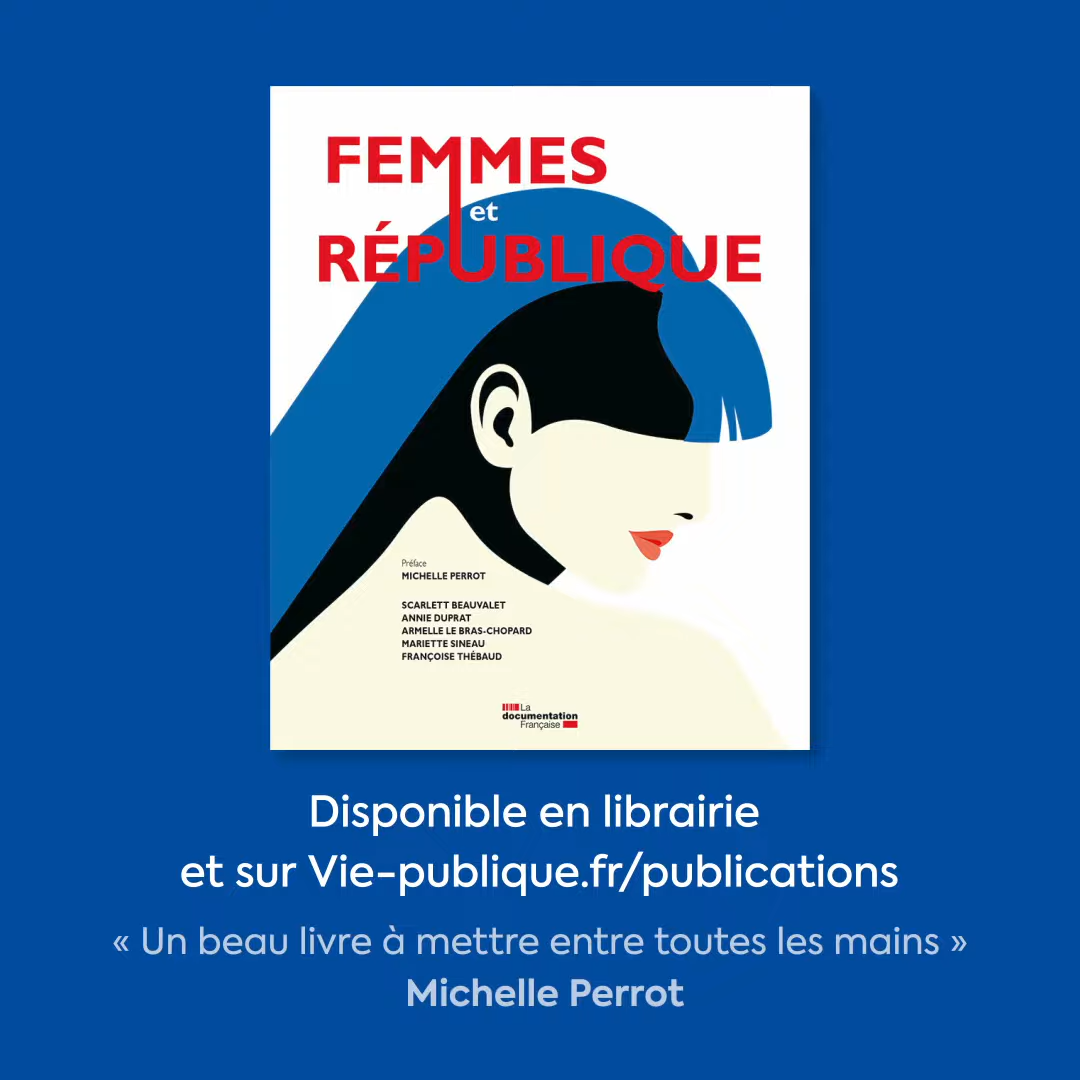 FEMMES
et
RÉPUBLIQUE
Préface
MICHELLE PERROT
SCARLETT BEAUVALET
ANNIE DUPRAT
ARMELLE LE BRAS-CHOPARD
MARIETTE SINEAU
FRANÇOISE THÉBAUD
La
documentation
Française
Disponible en librairie
et sur Vie-publique.fr/publications
« Un beau livre à mettre entre toutes les mains »
Michelle Perrot